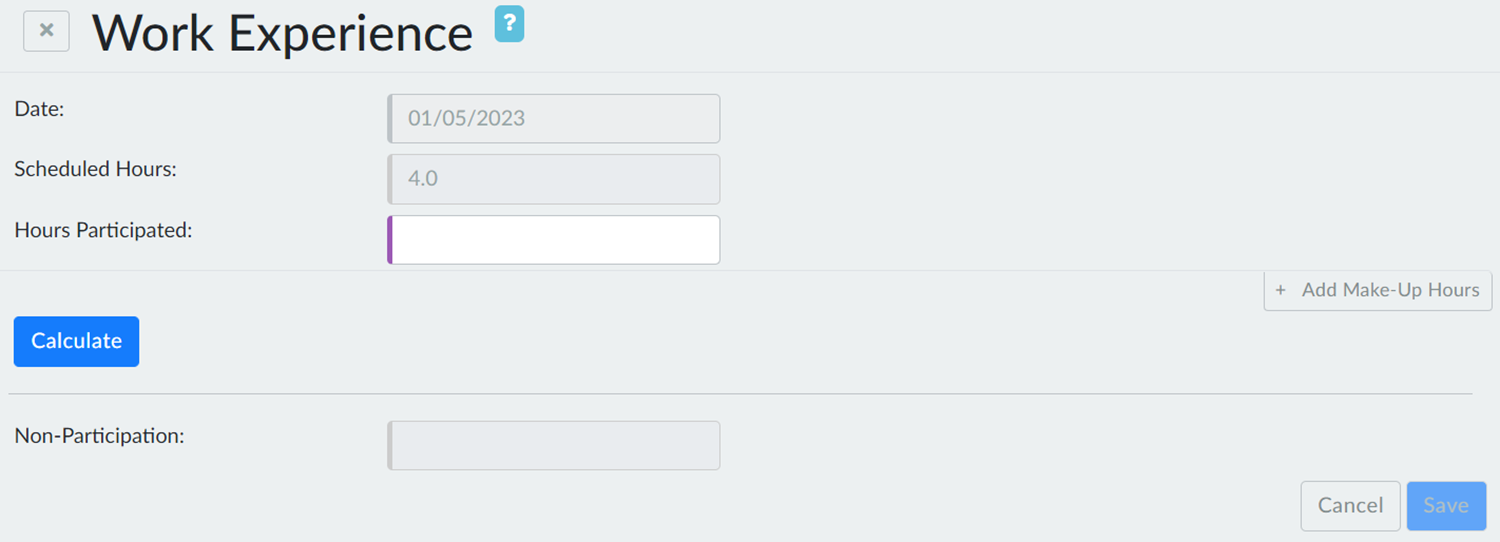 × Work Experience ?
Date: 01/05/2023
Scheduled Hours: 4.0
Hours Participated:
+ Add Make-Up Hours
Calculate
Non-Participation:
Cancel Save